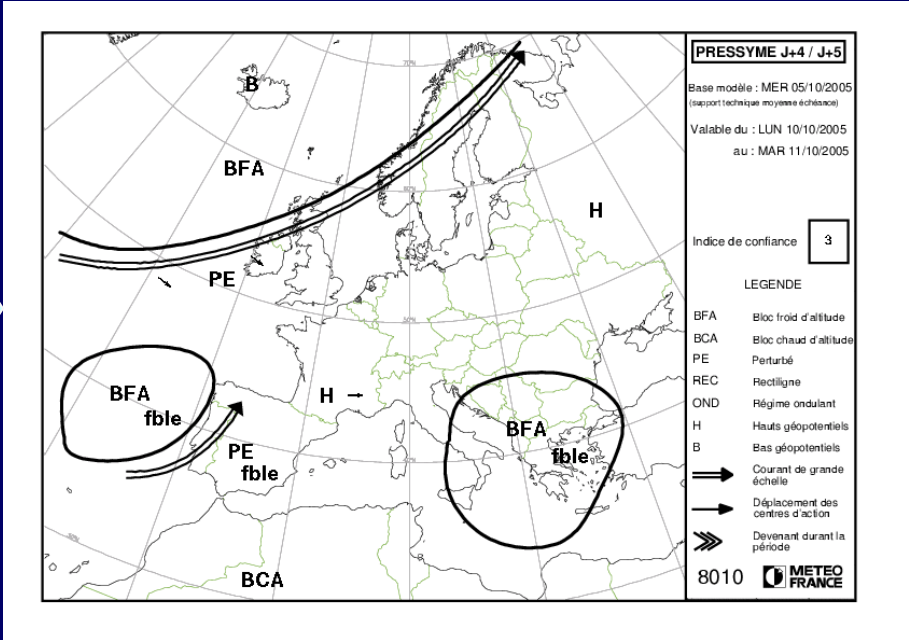 B
BFA
H
PE
BFA
fble
H
PE
fble
BFA
fble
BCA
PRESSYME J+4 / J+5
Base modèle : MER 05/10/2005
(support technique moyenne échéance)
Valable du : LUN 10/10/2005
au : MAR 11/10/2005
Indice de confiance 3
LEGENDE
BFA Bloc froid d'altitude
BCA Bloc chaud d'altitude
PE Perturbé
REC Rectiligne
OND Régime ondulant
H Hauts géopotentiels
B Bas géopotentiels
Courant de grande
échelle
Déplacement des
centres d'action
Devenant durant la
période
8010 METEO
FRANCE